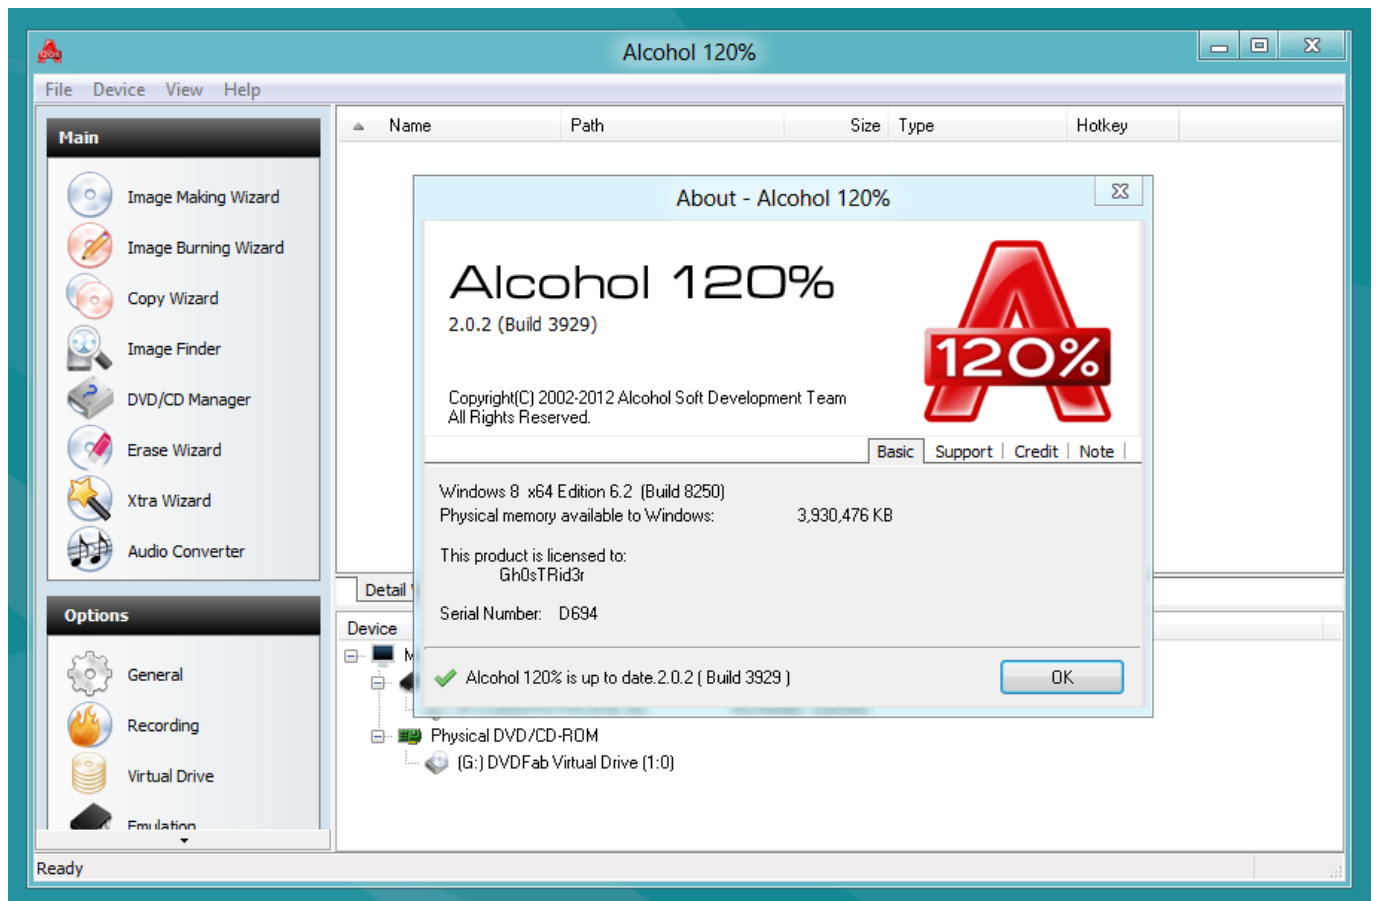 Alcohol 120%
File Device View Help
Main
Image Making Wizard
Image Burning Wizard
Copy Wizard
Image Finder
DVD/CD Manager
Erase Wizard
Xtra Wizard
Audio Converter
Options
General
Recording
Virtual Drive
Emulation
Name Path Size Type Hotkey
About - Alcohol 120%
Alcohol 120%
2.0.2 (Build 3929)
120%
Copyright(C) 2002-2012 Alcohol Soft Development Team
All Rights Reserved.
Basic Support Credit Note
Windows 8 x64 Edition 6.2 (Build 8250)
Physical memory available to Windows: 3,930,476 KB
This product is licensed to:
Gh0sTRid3r
Serial Number: D694
Alcohol 120% is up to date.2.0.2 ( Build 3929 )
OK
Detail
Device
Physical DVD/CD-ROM
(G:) DVDFab Virtual Drive (1:0)
Ready